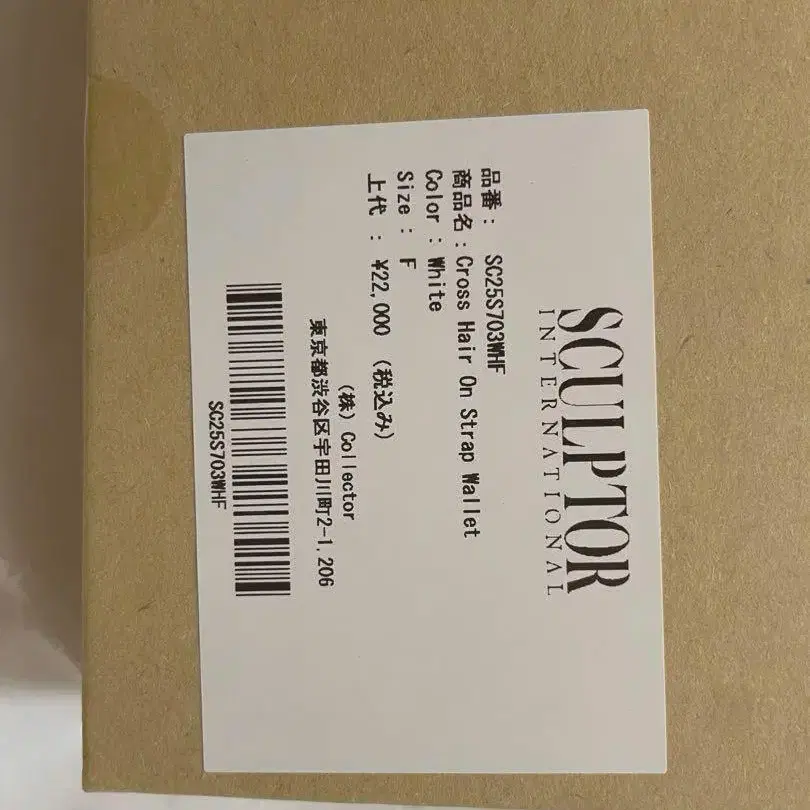 SCULPTOR
INTERNATIONAL
品番： SC25S703WHF
商品名：Cross Hair On Strap Wallet
Color : White
Size : F
上代 : ¥22,000 (税込み)
(株) Collector
東京都渋谷区宇田川町2-1, 206
SC25S703WHF